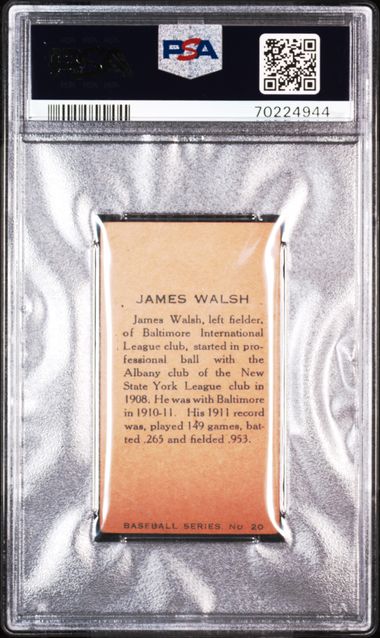 PSA
70224944
JAMES WALSH
James Walsh, left fielder,
of Baltimore International
League club, started in pro-
fessional ball with the
Albany club of the New
State York League club in
1908. He was with Baltimore
in 1910-11. His 1911 record
was, played 149 games, bat-
ted .265 and fielded .953.
BASEBALL SERIES, No 20